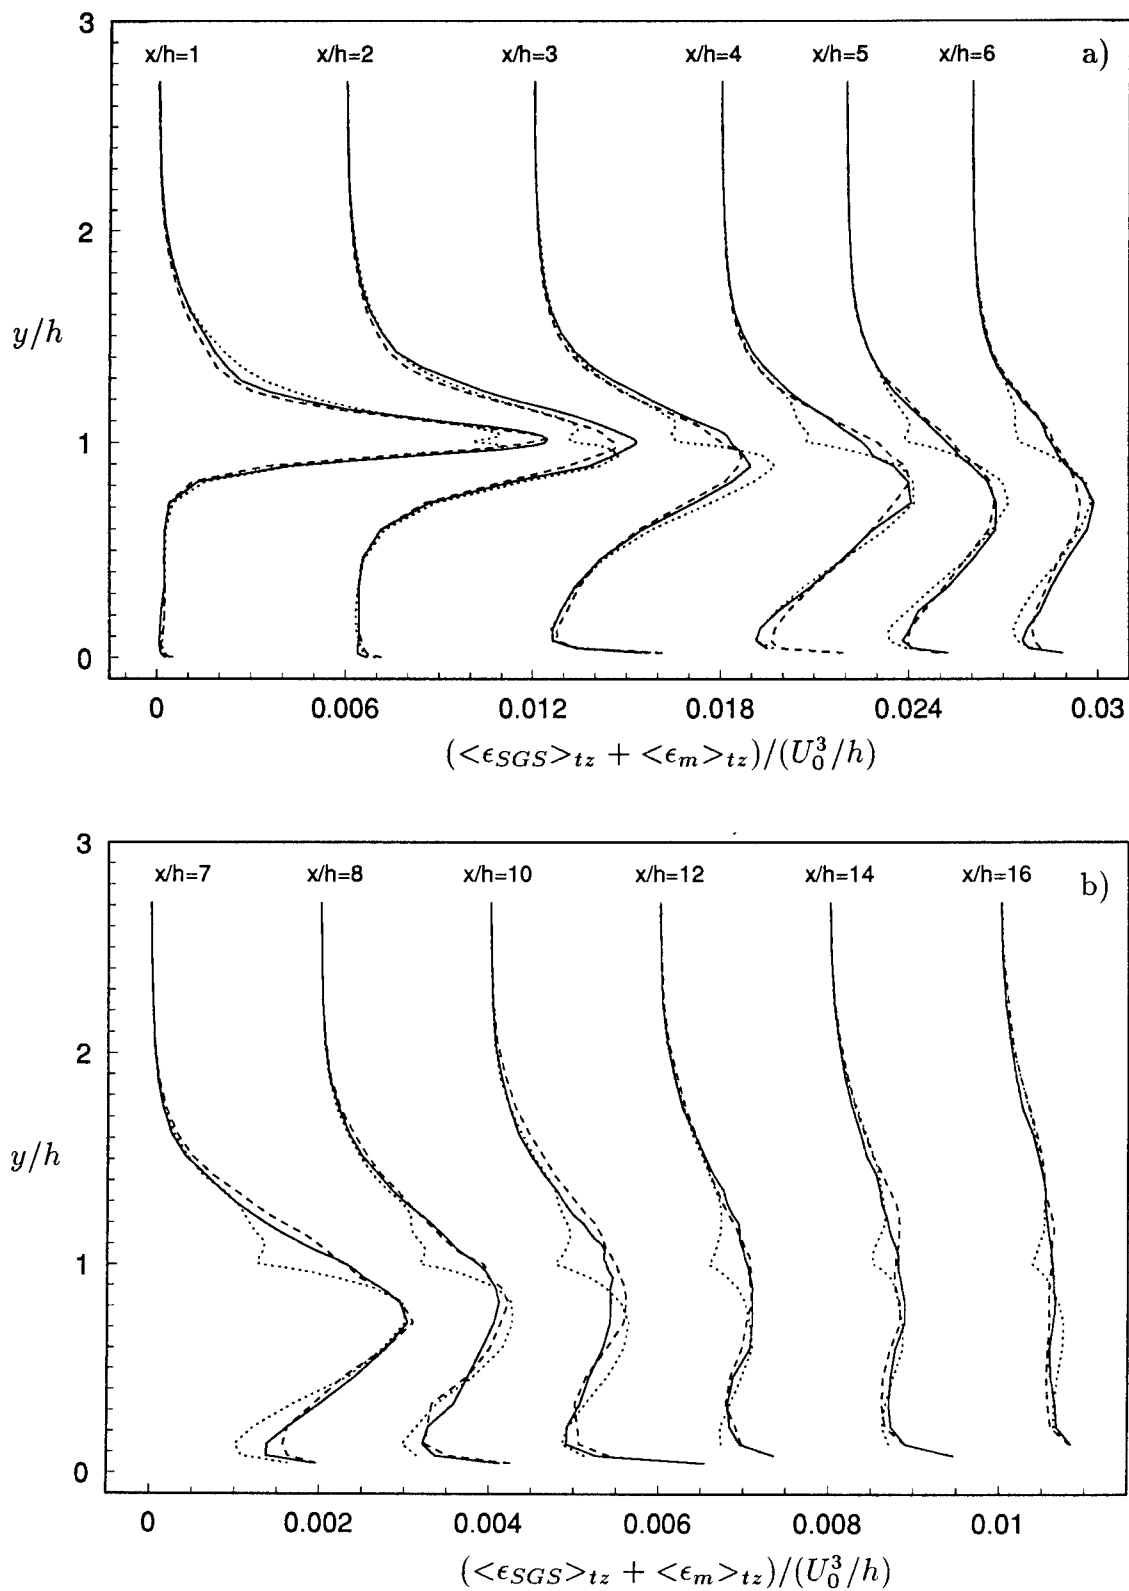 3
x/h=1 x/h=2 x/h=3 x/h=4 x/h=5 x/h=6 a)
2
y/h
1
0
0 0.006 0.012 0.018 0.024 0.03
(<ϵ_{SGS}>_{tz} + <ϵ_m>_{tz})/(U_0^3/h)
3
x/h=7 x/h=8 x/h=10 x/h=12 x/h=14 x/h=16 b)
2
y/h
1
0
0 0.002 0.004 0.006 0.008 0.01
(<ϵ_{SGS}>_{tz} + <ϵ_m>_{tz})/(U_0^3/h)